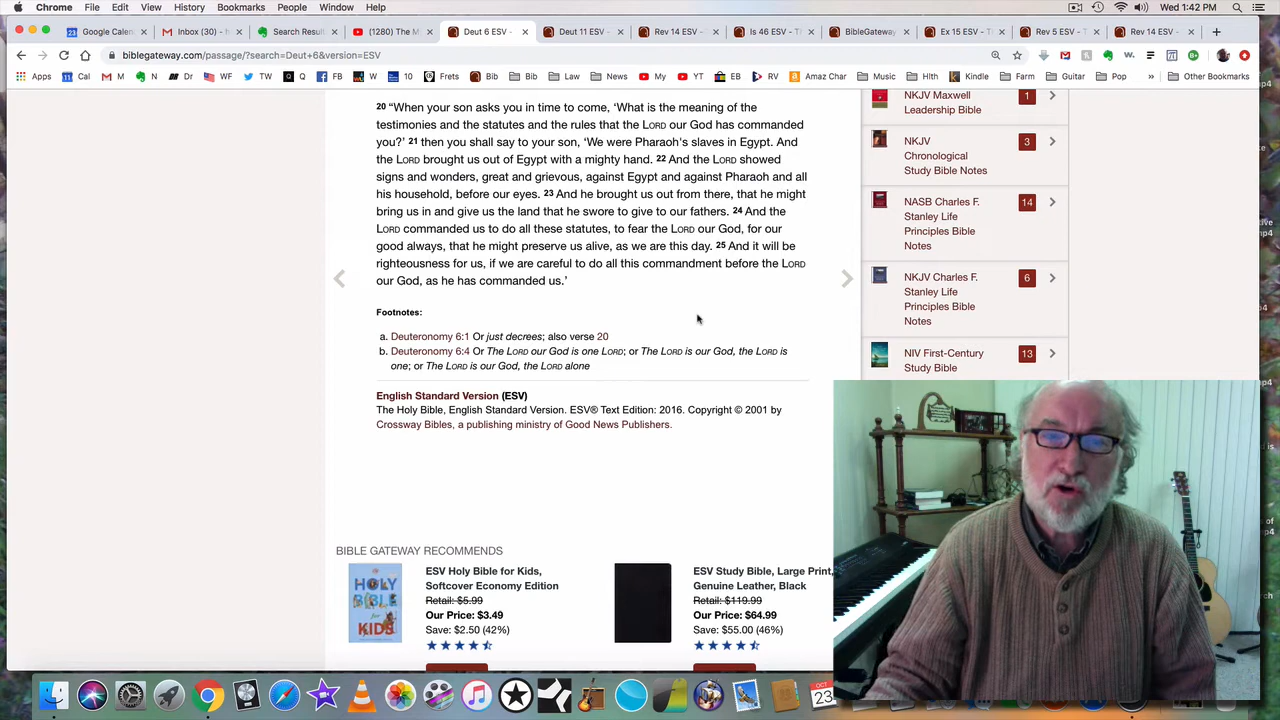 Chrome File Edit View History Bookmarks People Window Help Wed 1:42 PM
Google Calen Inbox (30) - Search Result (1280) The M Deut 6 ESV - Deut 11 ESV - Rev 14 ESV - Is 46 ESV - T BibleGateway Ex 15 ESV - T Rev 5 ESV - T Rev 14 ESV -
biblegateway.com/passage/?search=Deut+6&version=ESV
Apps Cal M N Dr WF TW Q FB W 10 Frets Bib Bib Law News My YT EB RV Amaz Char Music Hlth Kindle Farm Guitar Pop » Other Bookmarks
20 “When your son asks you in time to come, ‘What is the meaning of the
testimonies and the statutes and the rules that the LORD our God has commanded
you?’ 21 then you shall say to your son, ‘We were Pharaoh's slaves in Egypt. And
the LORD brought us out of Egypt with a mighty hand. 22 And the LORD showed
signs and wonders, great and grievous, against Egypt and against Pharaoh and all
his household, before our eyes. 23 And he brought us out from there, that he might
bring us in and give us the land that he swore to give to our fathers. 24 And the
LORD commanded us to do all these statutes, to fear the LORD our God, for our
good always, that he might preserve us alive, as we are this day. 25 And it will be
righteousness for us, if we are careful to do all this commandment before the LORD
our God, as he has commanded us.’
Footnotes:
a. Deuteronomy 6:1 Or just decrees; also verse 20
b. Deuteronomy 6:4 Or The LORD our God is one LORD; or The LORD is our God, the LORD is
one; or The LORD is our God, the LORD alone
English Standard Version (ESV)
The Holy Bible, English Standard Version. ESV® Text Edition: 2016. Copyright © 2001 by
Crossway Bibles, a publishing ministry of Good News Publishers.
NKJV Maxwell
Leadership Bible
1
NKJV
Chronological
Study Bible Notes
3
NASB Charles F.
Stanley Life
Principles Bible
Notes
14
NKJV Charles F.
Stanley Life
Principles Bible
Notes
6
NIV First-Century
Study Bible
13
BIBLE GATEWAY RECOMMENDS
HOLY
BIBLE
for
KIDS
ESV Holy Bible for Kids,
Softcover Economy Edition
Retail: $5.99
Our Price: $3.49
Save: $2.50 (42%)
ESV Study Bible, Large Print,
Genuine Leather, Black
Retail: $119.99
Our Price: $64.99
Save: $55.00 (46%)
OCT
23